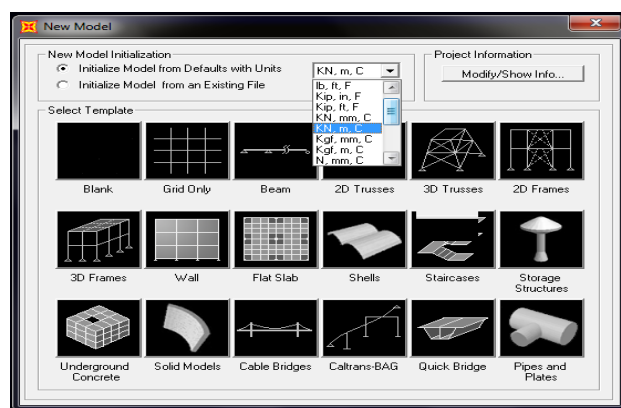 New Model
New Model Initialization
Initialize Model from Defaults with Units
KN, m, C
Initialize Model from an Existing File
lb, ft, F
Kip, in, F
Kip, ft, F
KN, mm, C
KN, m, C
Kgf, mm, C
Kgf, m, C
N, mm, C
Project Information
Modify/Show Info...
Select Template
Blank
Grid Only
Beam
2D Trusses
3D Trusses
2D Frames
3D Frames
Wall
Flat Slab
Shells
Staircases
Storage
Structures
Underground
Concrete
Solid Models
Cable Bridges
Caltrans-BAG
Quick Bridge
Pipes and
Plates